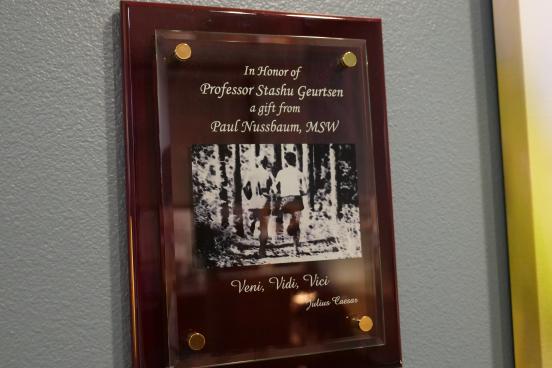 In Honor of
Professor Stashu Geurtsen
a gift from
Paul Nussbaum, MSW
Veni, Vidi, Vici
Julius Caesar